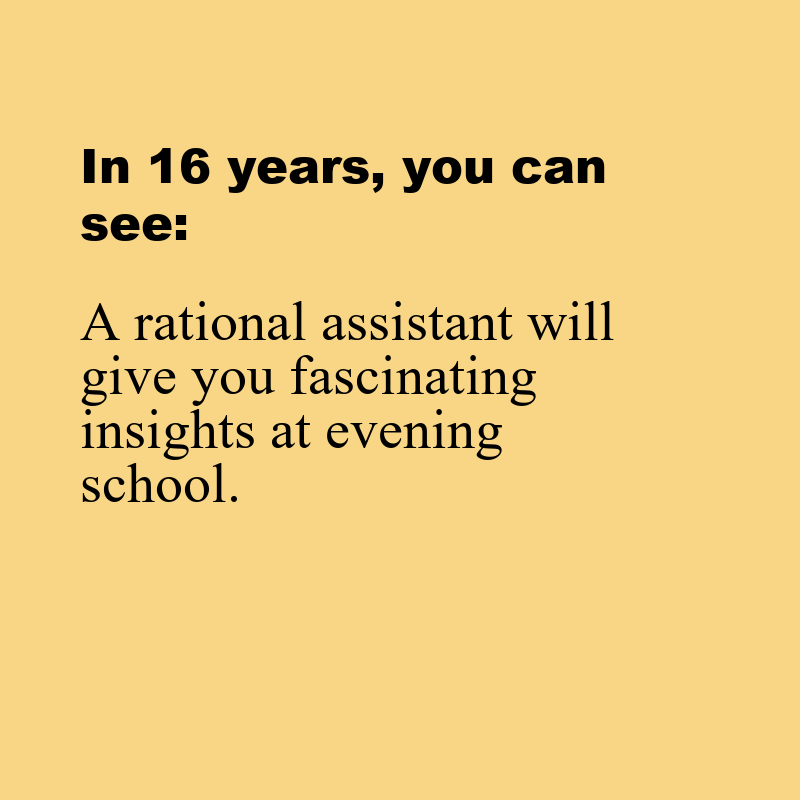 In 16 years, you can
see:
A rational assistant will
give you fascinating
insights at evening
school.